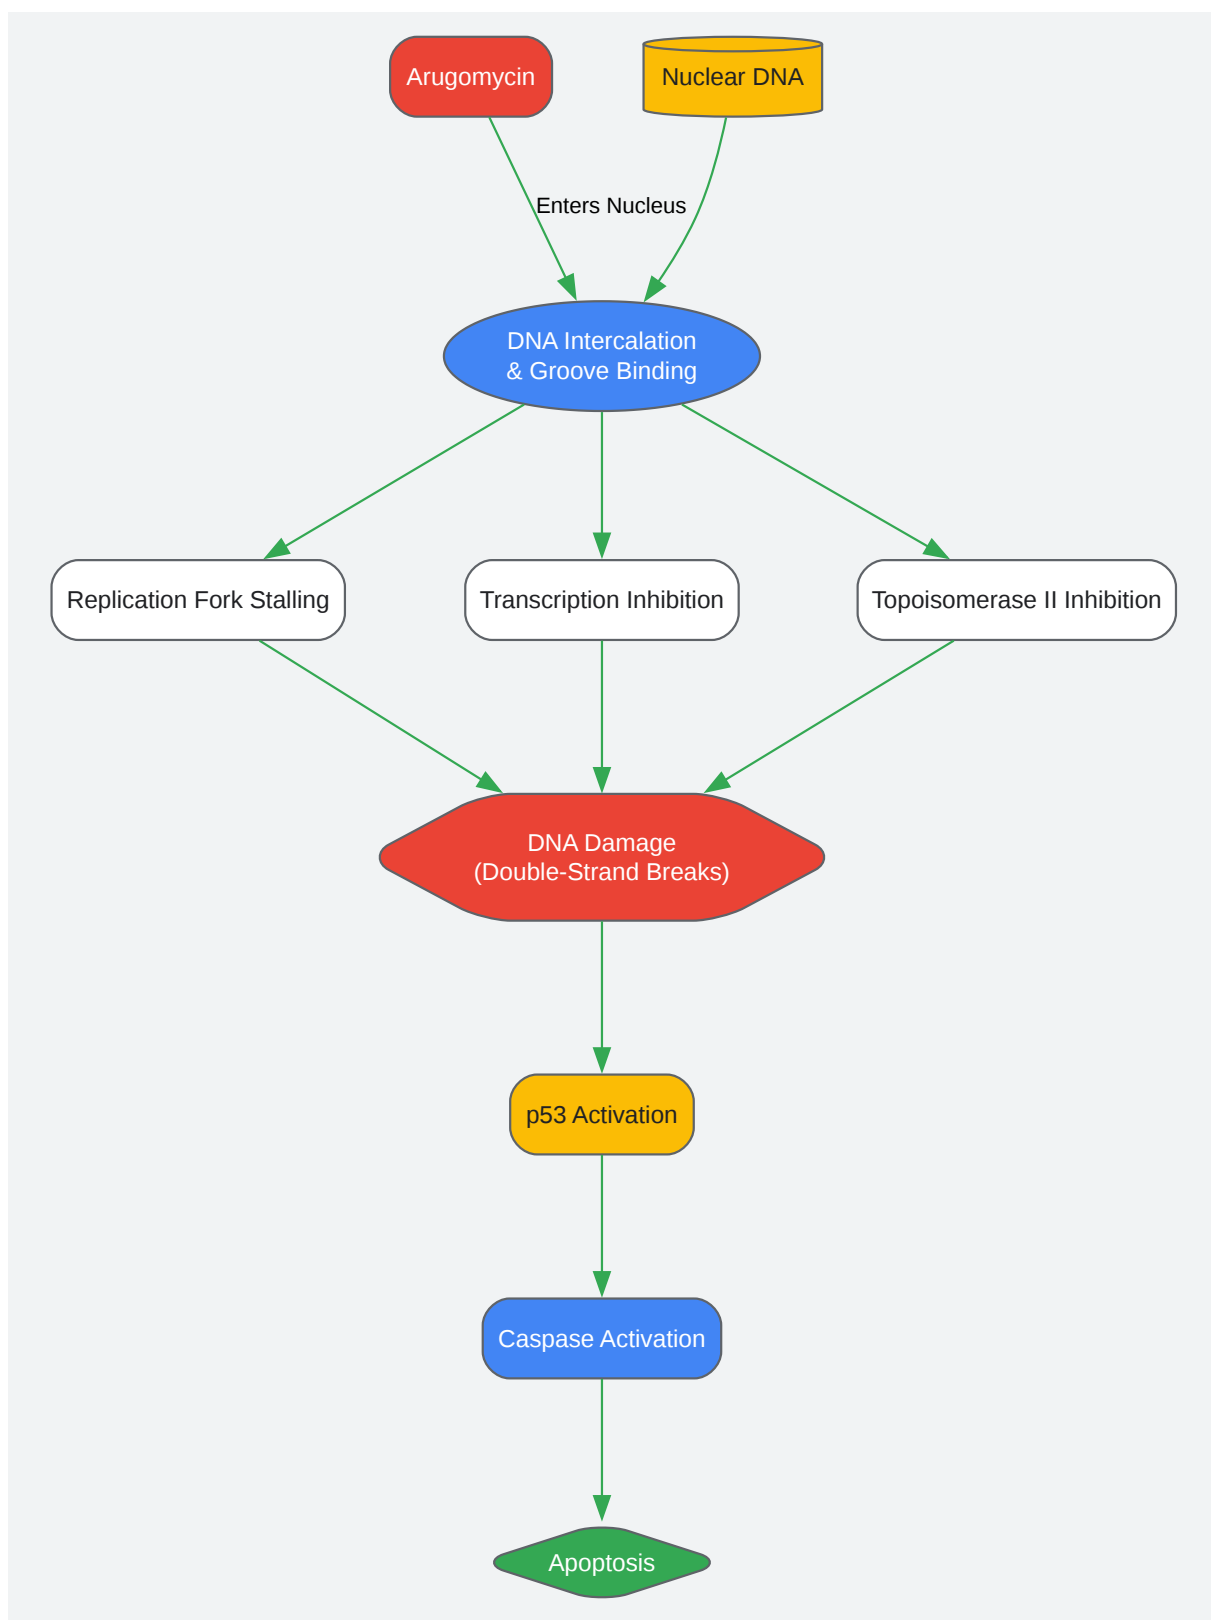 Arugomycin
Nuclear DNA
Enters Nucleus
DNA Intercalation
& Groove Binding
Replication Fork Stalling
Transcription Inhibition
Topoisomerase II Inhibition
DNA Damage
(Double-Strand Breaks)
p53 Activation
Caspase Activation
Apoptosis